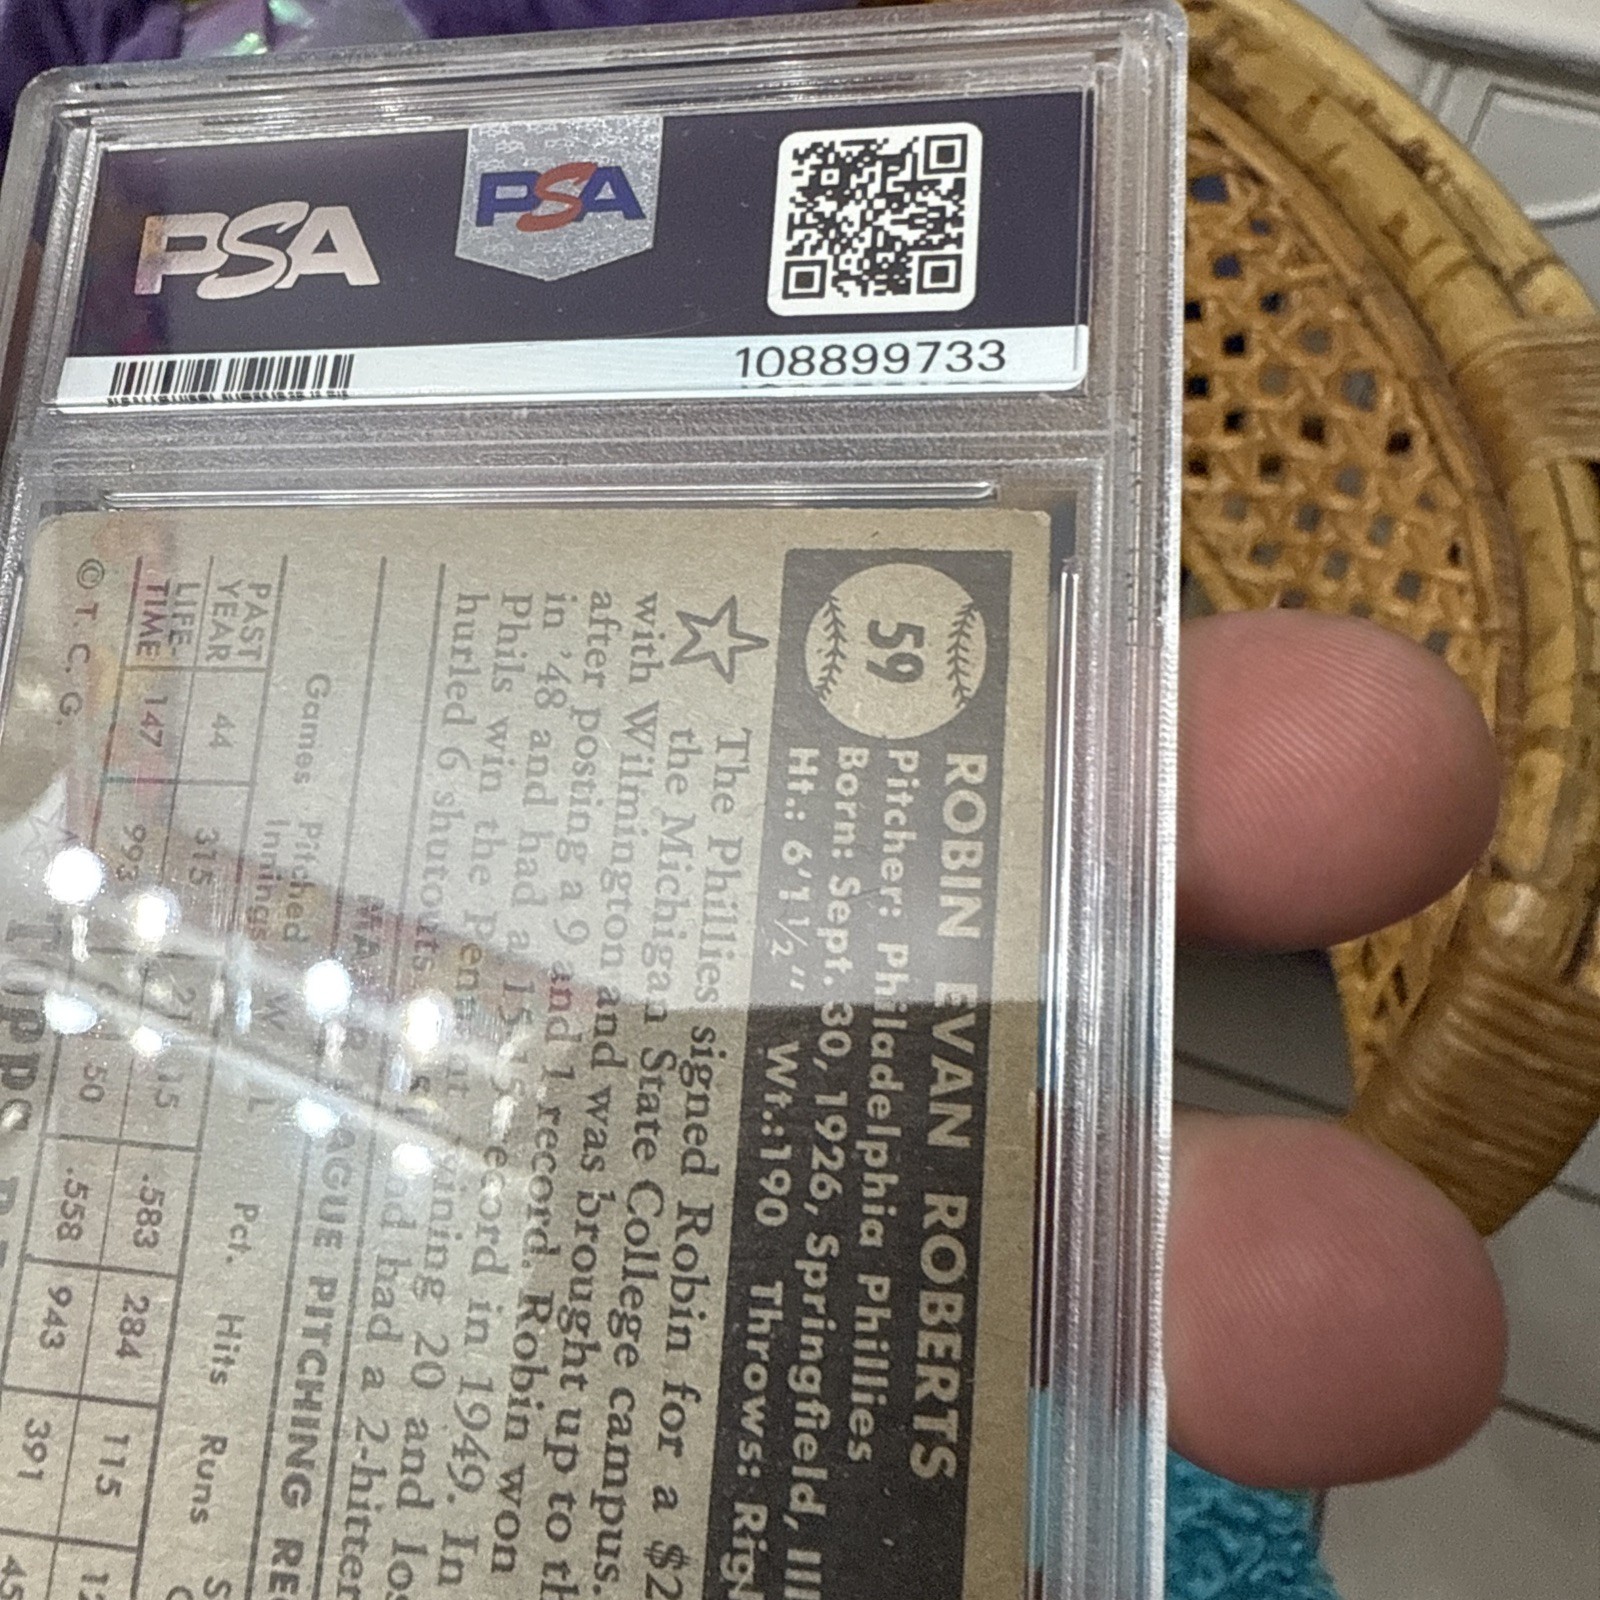 PSA
PSA
108899733
59
ROBIN EVAN ROBERTS
Pitcher: Philadelphia Phillies
Born: Sept. 30, 1926, Springfield, Ill
Ht.: 6'1½" Wt.: 190 Throws: Righ
The Phillies signed Robin for a $2
the Michigan State College campus.
with Wilmington and was brought up to th
after posting a 9 and 1 record. Robin won
in '48 and had a 15-15 record in 1949. In
Phils win the winning 20 and los
hurled 6 shutouts and had a 2-hitter
LEAGUE PITCHING RE
Games Innings Pitched W L Pct. Hits Runs
PAST YEAR 44 315 21 15 .583 284 115
LIFE-TIME 147 993 50 .558 943 391
© T. C. G.